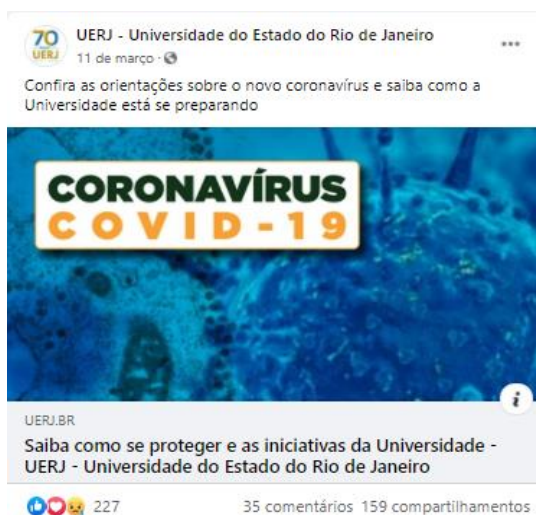 70
UERJ
UERJ - Universidade do Estado do Rio de Janeiro
11 de março ·
Confira as orientações sobre o novo coronavírus e saiba como a
Universidade está se preparando
CORONAVÍRUS
COVID-19
i
UERJ.BR
Saiba como se proteger e as iniciativas da Universidade -
UERJ - Universidade do Estado do Rio de Janeiro
227 35 comentários 159 compartilhamentos